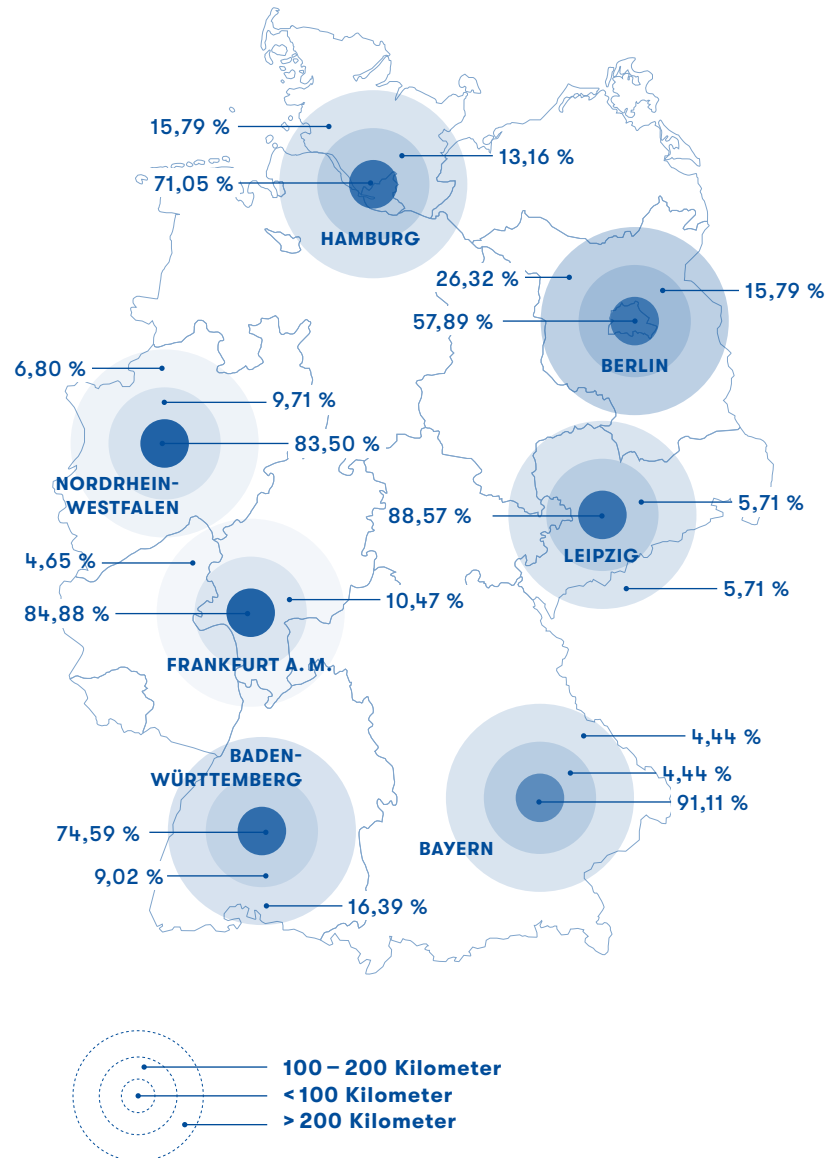 15,79 %
13,16 %
71,05 %
HAMBURG
26,32 %
15,79 %
57,89 %
BERLIN
6,80 %
9,71 %
83,50 %
NORDRHEIN-
WESTFALEN
88,57 %
5,71 %
LEIPZIG
5,71 %
4,65 %
10,47 %
84,88 %
FRANKFURT A. M.
BADEN-
WÜRTTEMBERG
74,59 %
9,02 %
16,39 %
4,44 %
4,44 %
91,11 %
BAYERN
100 – 200 Kilometer
< 100 Kilometer
> 200 Kilometer